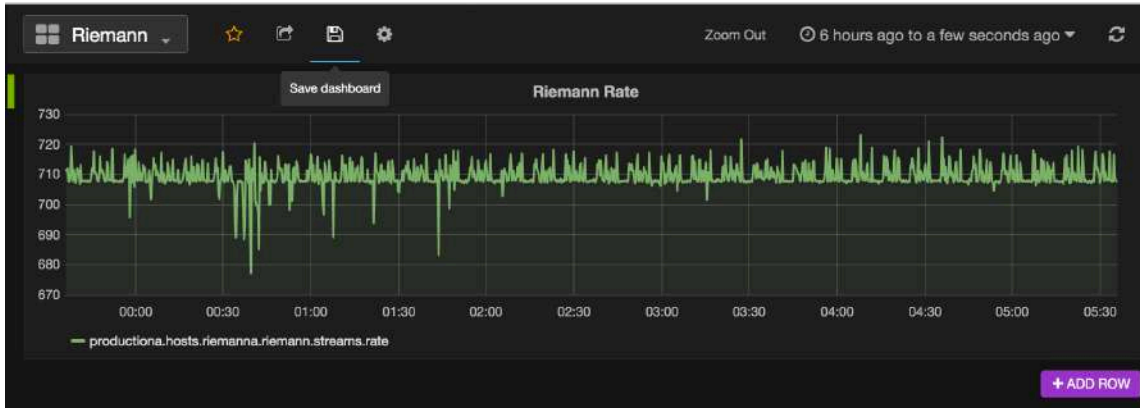 Riemann
Zoom Out
6 hours ago to a few seconds ago
Save dashboard
Riemann Rate
730
720
710
700
690
680
670
00:00 00:30 01:00 01:30 02:00 02:30 03:00 03:30 04:00 04:30 05:00 05:30
productiona.hosts.riemanna.riemann.streams.rate
+ ADD ROW